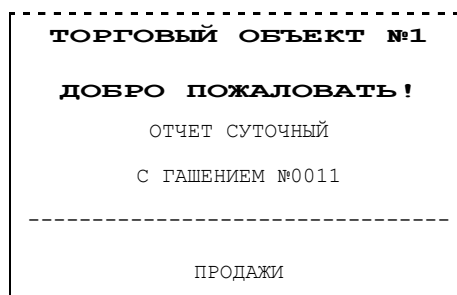 ТОРГОВЫЙ ОБЪЕКТ №1
ДОБРО ПОЖАЛОВАТЬ!
ОТЧЕТ СУТОЧНЫЙ
С ГАШЕНИЕМ №0011
---------------------------------
ПРОДАЖИ